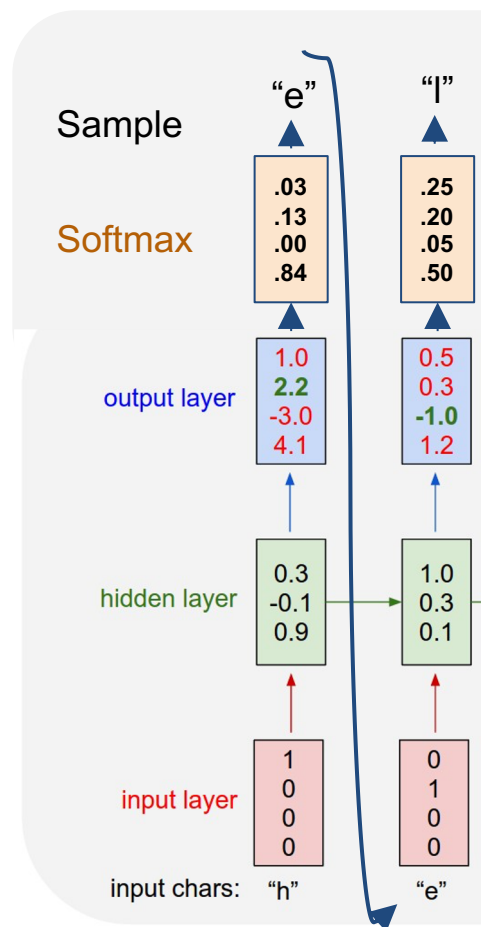 “e” “l”
Sample
.03 .25
.13 .20
Softmax
.00 .05
.84 .50
1.0 0.5
2.2 0.3
output layer
-3.0 -1.0
4.1 1.2
0.3 1.0
hidden layer
-0.1 0.3
0.9 0.1
1 0
0 1
input layer
0 0
0 0
input chars: “h” “e”